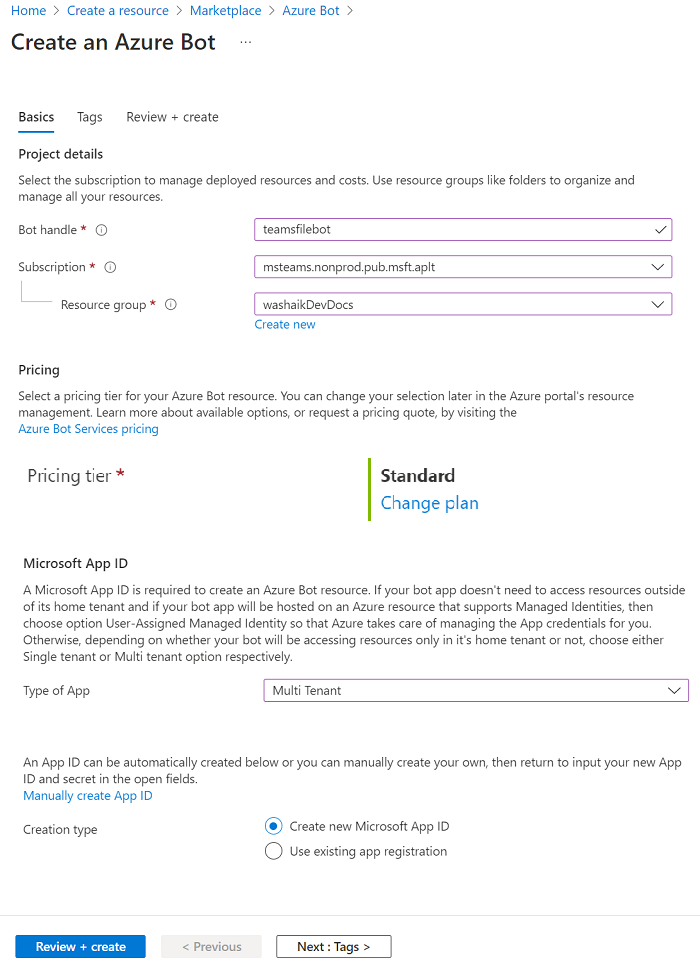 Home > Create a resource > Marketplace > Azure Bot >
Create an Azure Bot ...
Basics Tags Review + create
Project details
Select the subscription to manage deployed resources and costs. Use resource groups like folders to organize and
manage all your resources.
Bot handle * teamsfilebot
Subscription * msteams.nonprod.pub.msft.aplt
Resource group * washaikDevDocs
Create new
Pricing
Select a pricing tier for your Azure Bot resource. You can change your selection later in the Azure portal's resource
management. Learn more about available options, or request a pricing quote, by visiting the
Azure Bot Services pricing
Pricing tier * Standard
Change plan
Microsoft App ID
A Microsoft App ID is required to create an Azure Bot resource. If your bot app doesn't need to access resources outside
of its home tenant and if your bot app will be hosted on an Azure resource that supports Managed Identities, then
choose option User-Assigned Managed Identity so that Azure takes care of managing the App credentials for you.
Otherwise, depending on whether your bot will be accessing resources only in it's home tenant or not, choose either
Single tenant or Multi tenant option respectively.
Type of App Multi Tenant
An App ID can be automatically created below or you can manually create your own, then return to input your new App
ID and secret in the open fields.
Manually create App ID
Creation type Create new Microsoft App ID
Use existing app registration
Review + create < Previous Next : Tags >